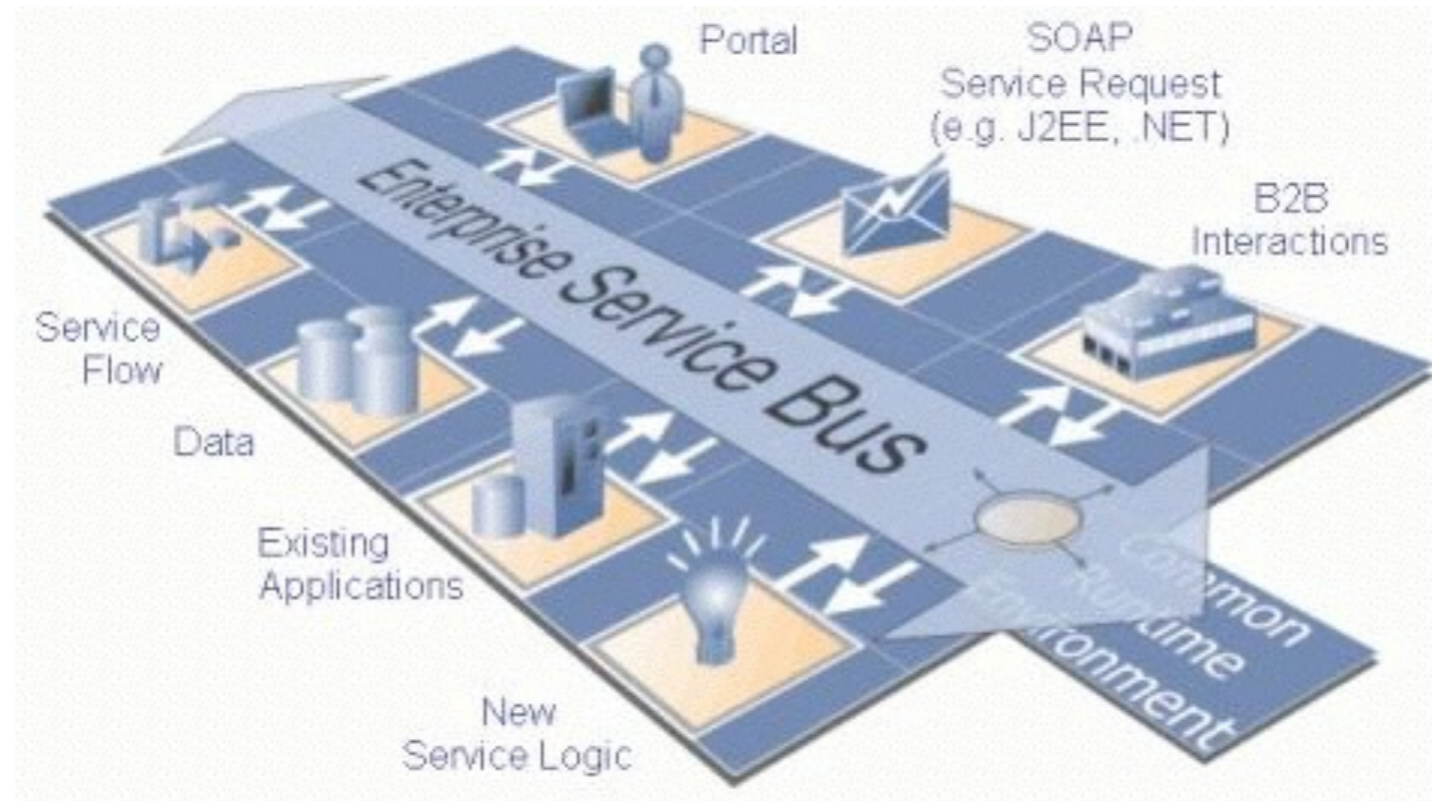 Portal
SOAP
Service Request
(e.g. J2EE, .NET)
B2B
Interactions
Enterprise Service Bus
Service
Flow
Data
Existing
Applications
New
Service Logic
Common
Runtime
Environment